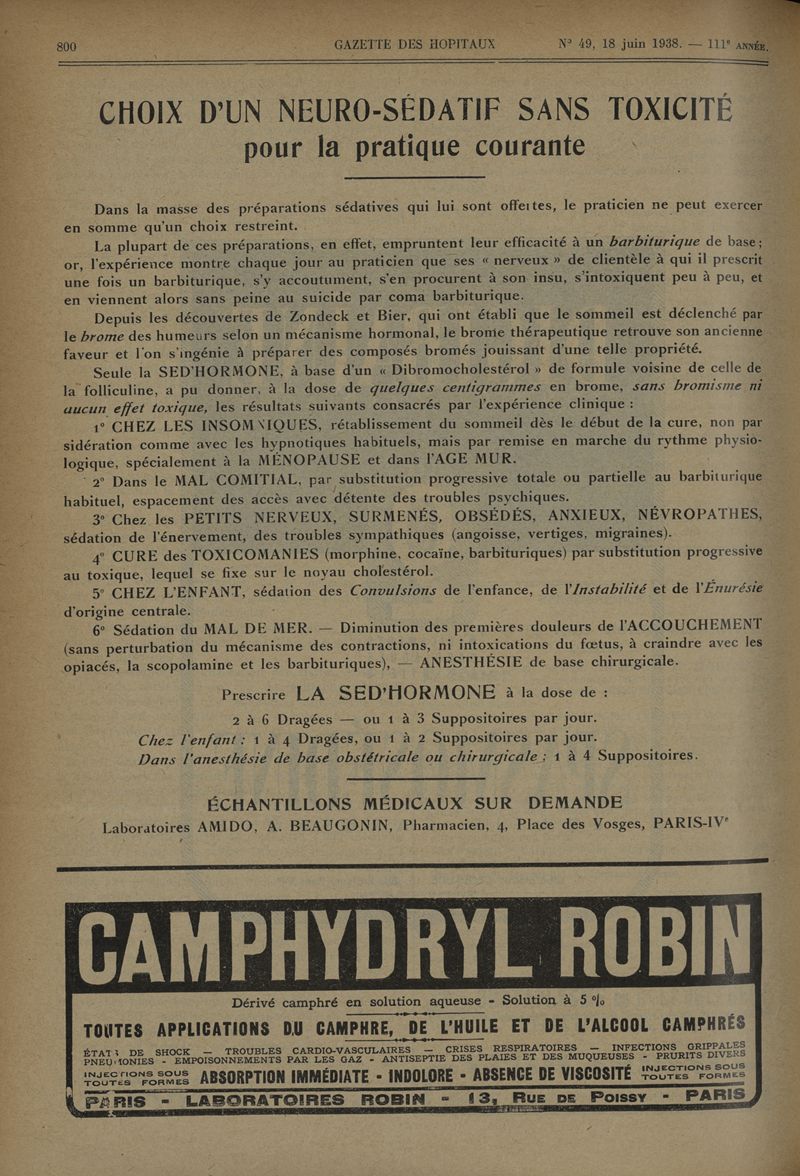 800
GAZETTE DES HOPITAUX
N° 49, 18 juin 1938. — 111e ANNÉE.
CHOIX D'UN NEURO-SÉDATIF SANS TOXICITÉ
pour la pratique courante
Dans la masse des préparations sédatives qui lui sont offertes, le praticien ne peut exercer
en somme qu'un choix restreint.
La plupart de ces préparations, en effet, empruntent leur efficacité à un barbiturique de base;
or, l'expérience montre chaque jour au praticien que ses « nerveux » de clientèle à qui il prescrit
une fois un barbiturique, s'y accoutument, s'en procurent à son insu, s'intoxiquent peu à peu, et
en viennent alors sans peine au suicide par coma barbiturique.
Depuis les découvertes de Zondeck et Bier, qui ont établi que le sommeil est déclenché par
le brome des humeurs selon un mécanisme hormonal, le brome thérapeutique retrouve son ancienne
faveur et l'on s'ingénie à préparer des composés bromés jouissant d'une telle propriété.
Seule la SED'HORMONE, à base d'un « Dibromocholestérol » de formule voisine de celle de
la folliculine, a pu donner, à la dose de quelques centigrammes en brome, sans bromisme ni
aucun effet toxique, les résultats suivants consacrés par l'expérience clinique :
1° CHEZ LES INSOMNIQUES, rétablissement du sommeil dès le début de la cure, non par
sidération comme avec les hypnotiques habituels, mais par remise en marche du rythme physio-
logique, spécialement à la MÉNOPAUSE et dans l'AGE MUR.
2° Dans le MAL COMITIAL, par substitution progressive totale ou partielle au barbiturique
habituel, espacement des accès avec détente des troubles psychiques.
3° Chez les PETITS NERVEUX, SURMENÉS, OBSÉDÉS, ANXIEUX, NÉVROPATHES,
sédation de l'énervement, des troubles sympathiques (angoisse, vertiges, migraines).
4° CURE des TOXICOMANIES (morphine, cocaïne, barbituriques) par substitution progressive
au toxique, lequel se fixe sur le noyau cholestérol.
5° CHEZ L'ENFANT, sédation des Convulsions de l'enfance, de l'Instabilité et de l'Énurésie
d'origine centrale.
6° Sédation du MAL DE MER. — Diminution des premières douleurs de l'ACCOUCHEMENT
(sans perturbation du mécanisme des contractions, ni intoxications du fœtus, à craindre avec les
opiacés, la scopolamine et les barbituriques), — ANESTHÉSIE de base chirurgicale.
Prescrire LA SED'HORMONE à la dose de :
2 à 6 Dragées — ou 1 à 3 Suppositoires par jour.
Chez l'enfant : 1 à 4 Dragées, ou 1 à 2 Suppositoires par jour.
Dans l'anesthésie de base obstétricale ou chirurgicale : 1 à 4 Suppositoires.
ÉCHANTILLONS MÉDICAUX SUR DEMANDE
Laboratoires AMIDO, A. BEAUGONIN, Pharmacien, 4, Place des Vosges, PARIS-IVe
CAMPHYDRYL ROBIN
Dérivé camphré en solution aqueuse - Solution à 5 %
TOUTES APPLICATIONS DU CAMPHRE, DE L'HUILE ET DE L'ALCOOL CAMPHRÉS
ÉTATS DE SHOCK — TROUBLES CARDIO-VASCULAIRES — CRISES RESPIRATOIRES — INFECTIONS GRIPPALES
PNEUMONIES - EMPOISONNEMENTS PAR LES GAZ - ANTISEPTIE DES PLAIES ET DES MUQUEUSES - PRURITS DIVERS
INJECTIONS SOUS TOUTES FORMES ABSORPTION IMMÉDIATE - INDOLORE - ABSENCE DE VISCOSITÉ INJECTIONS SOUS TOUTES FORMES
PARIS - LABORATOIRES ROBIN - 13, RUE DE POISSY - PARIS